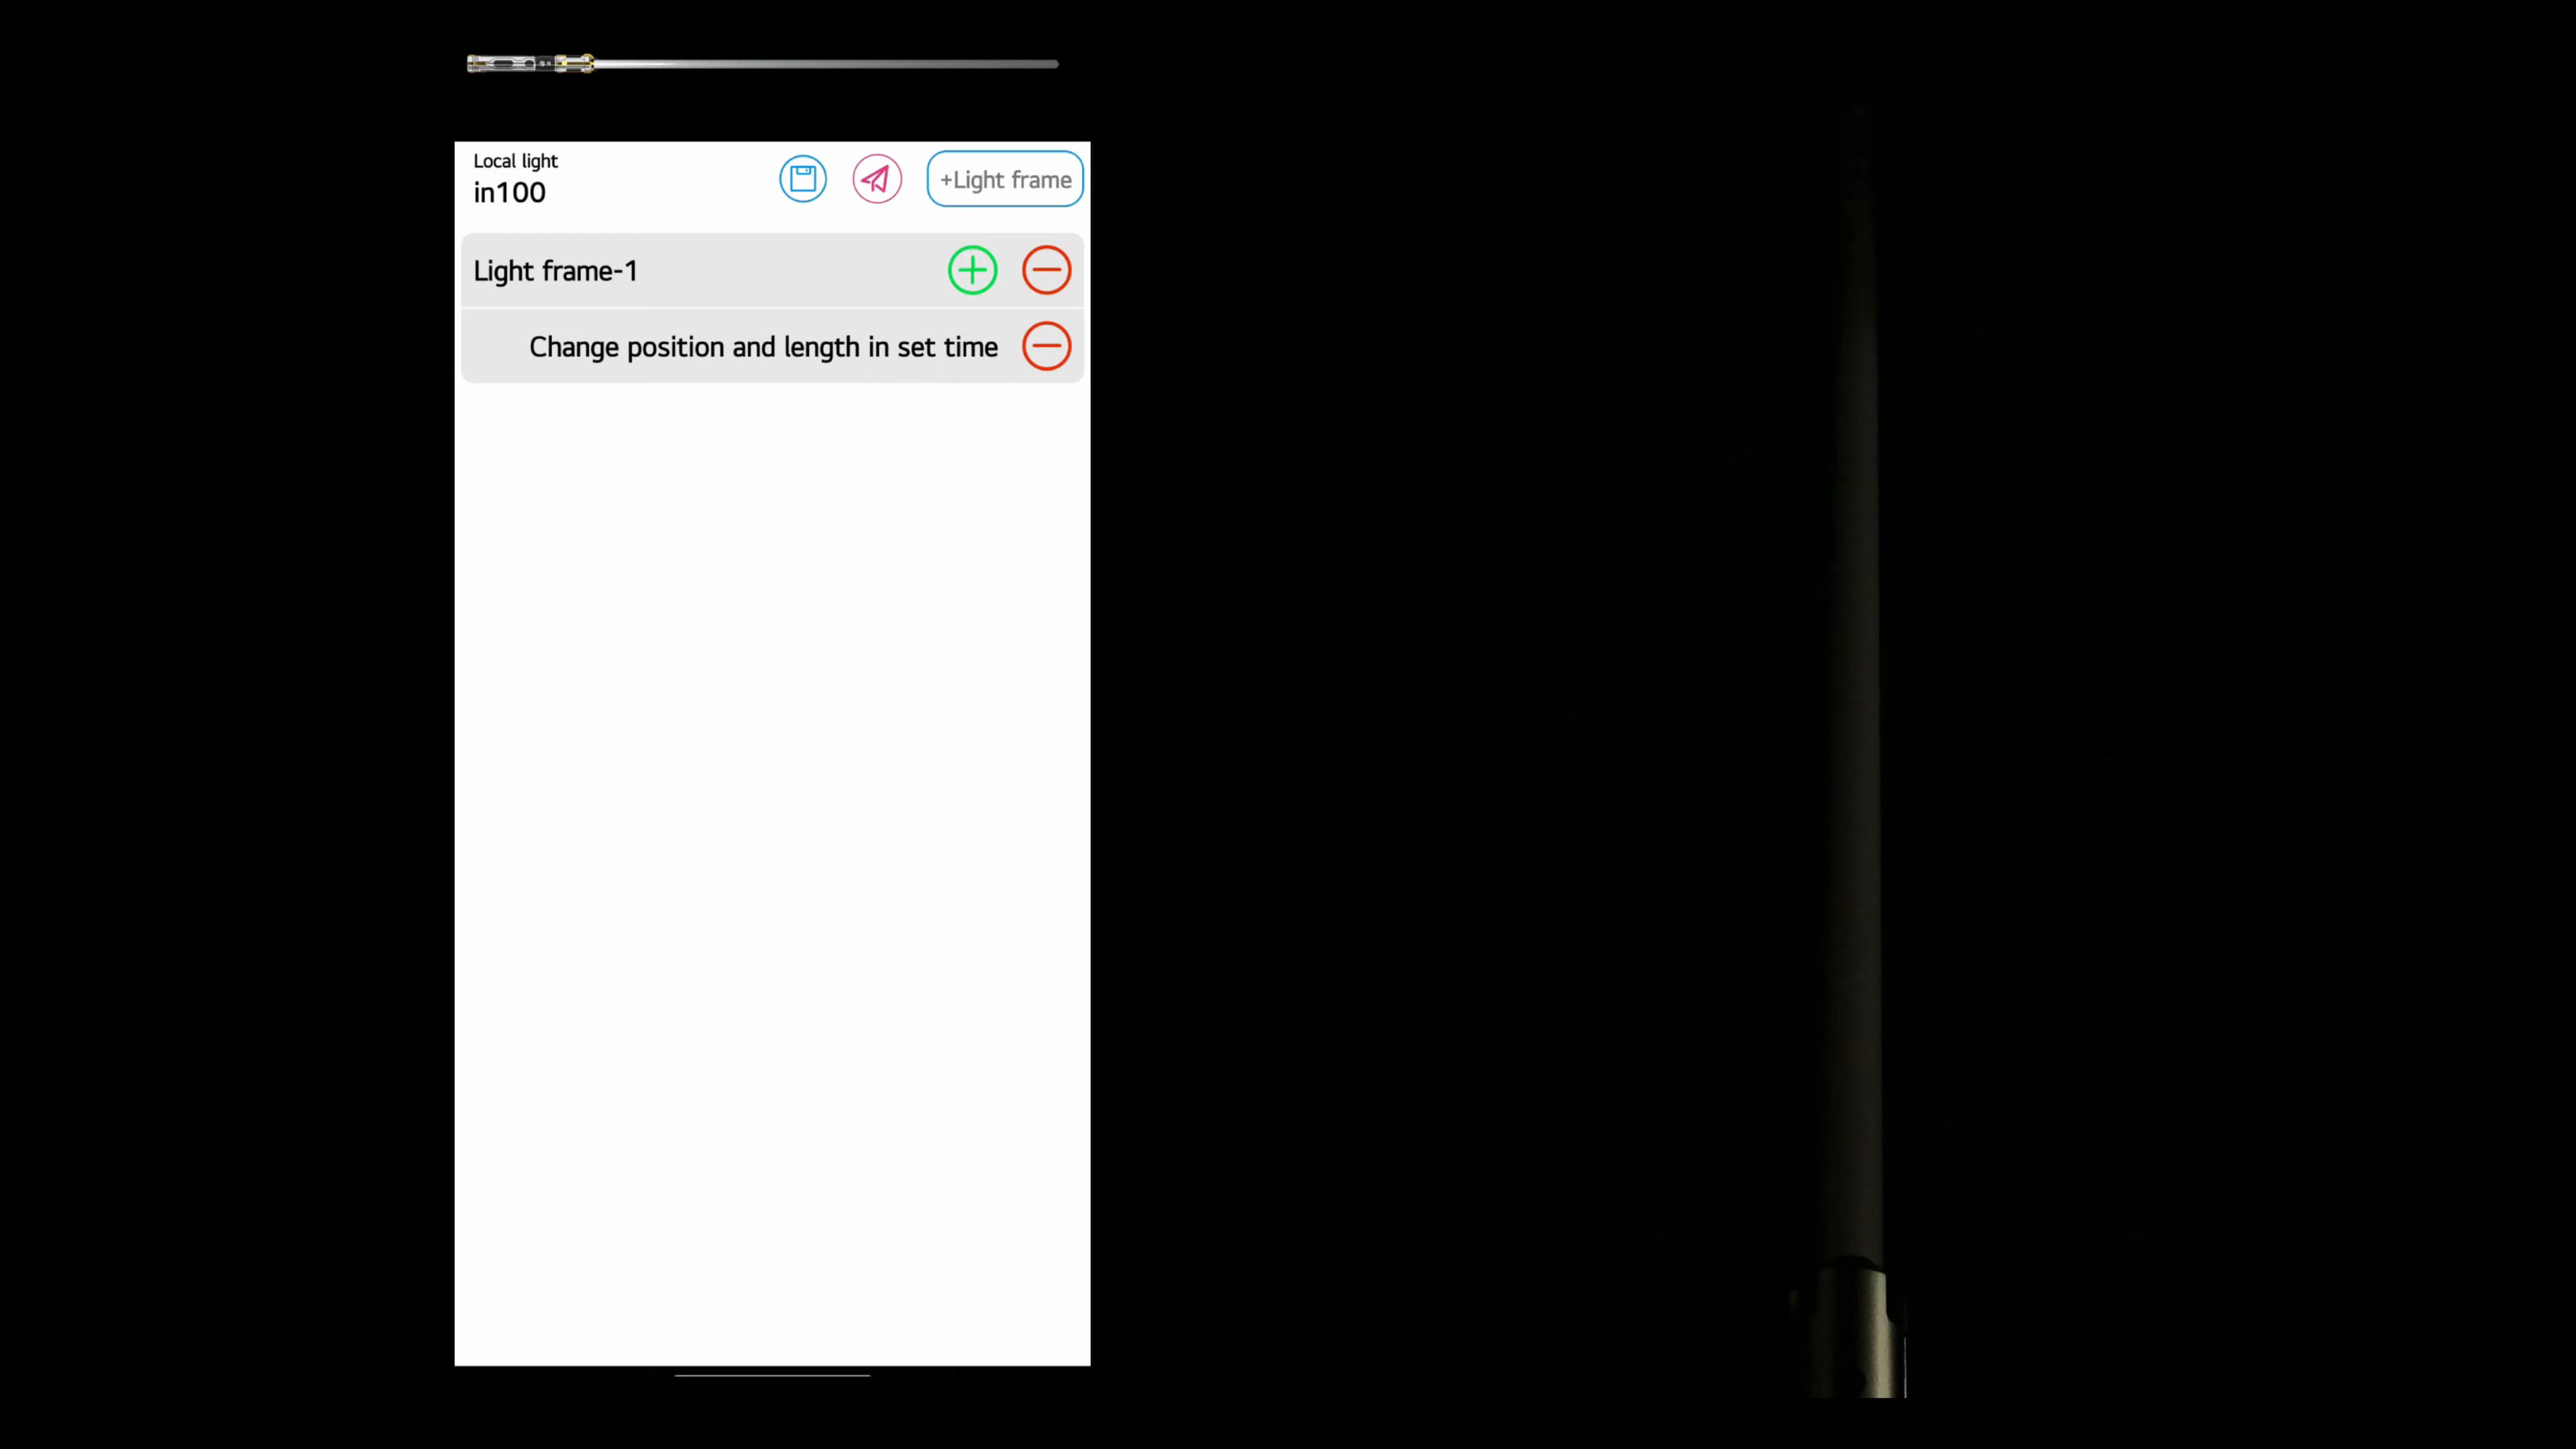 Local light
in100
+Light frame
Light frame-1
Change position and length in set time